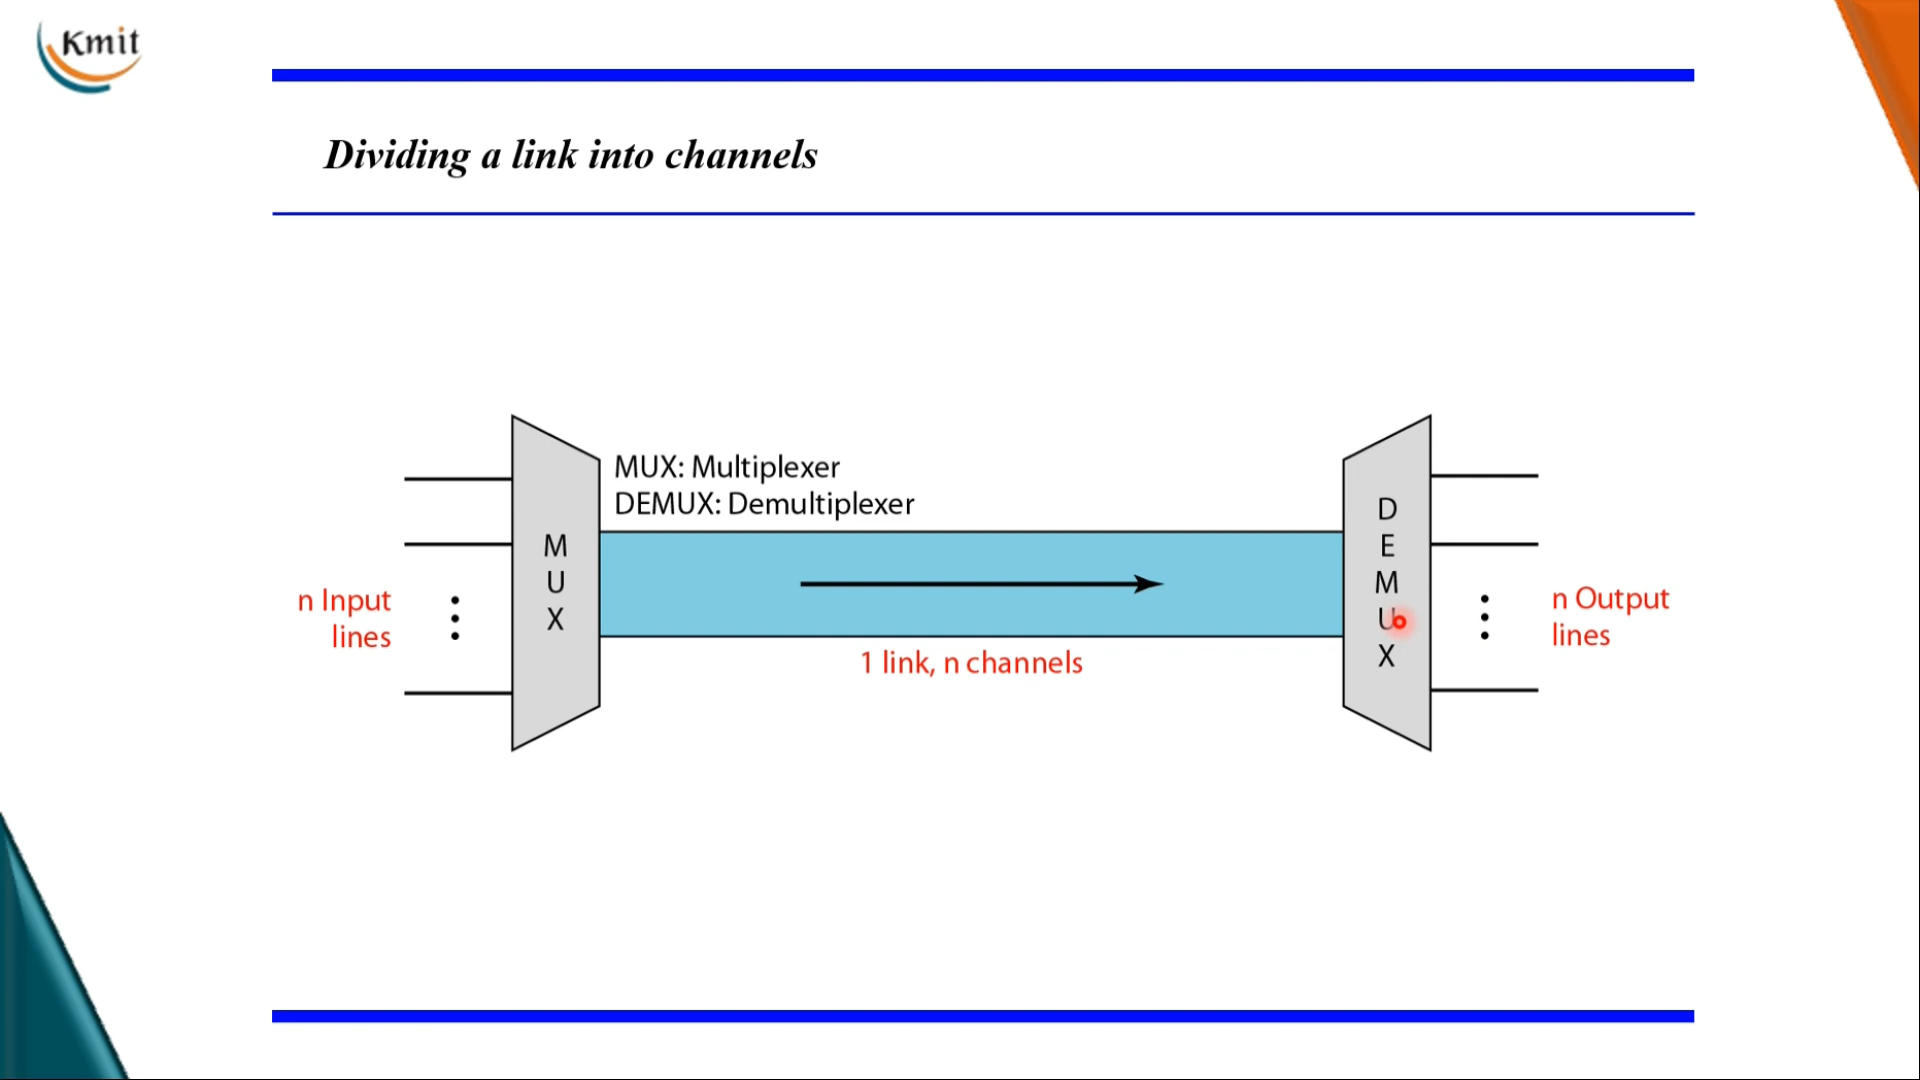 Kmit
Dividing a link into channels
MUX: Multiplexer
DEMUX: Demultiplexer
n Input
lines
M
U
X
1 link, n channels
D
E
M
U
X
n Output
lines